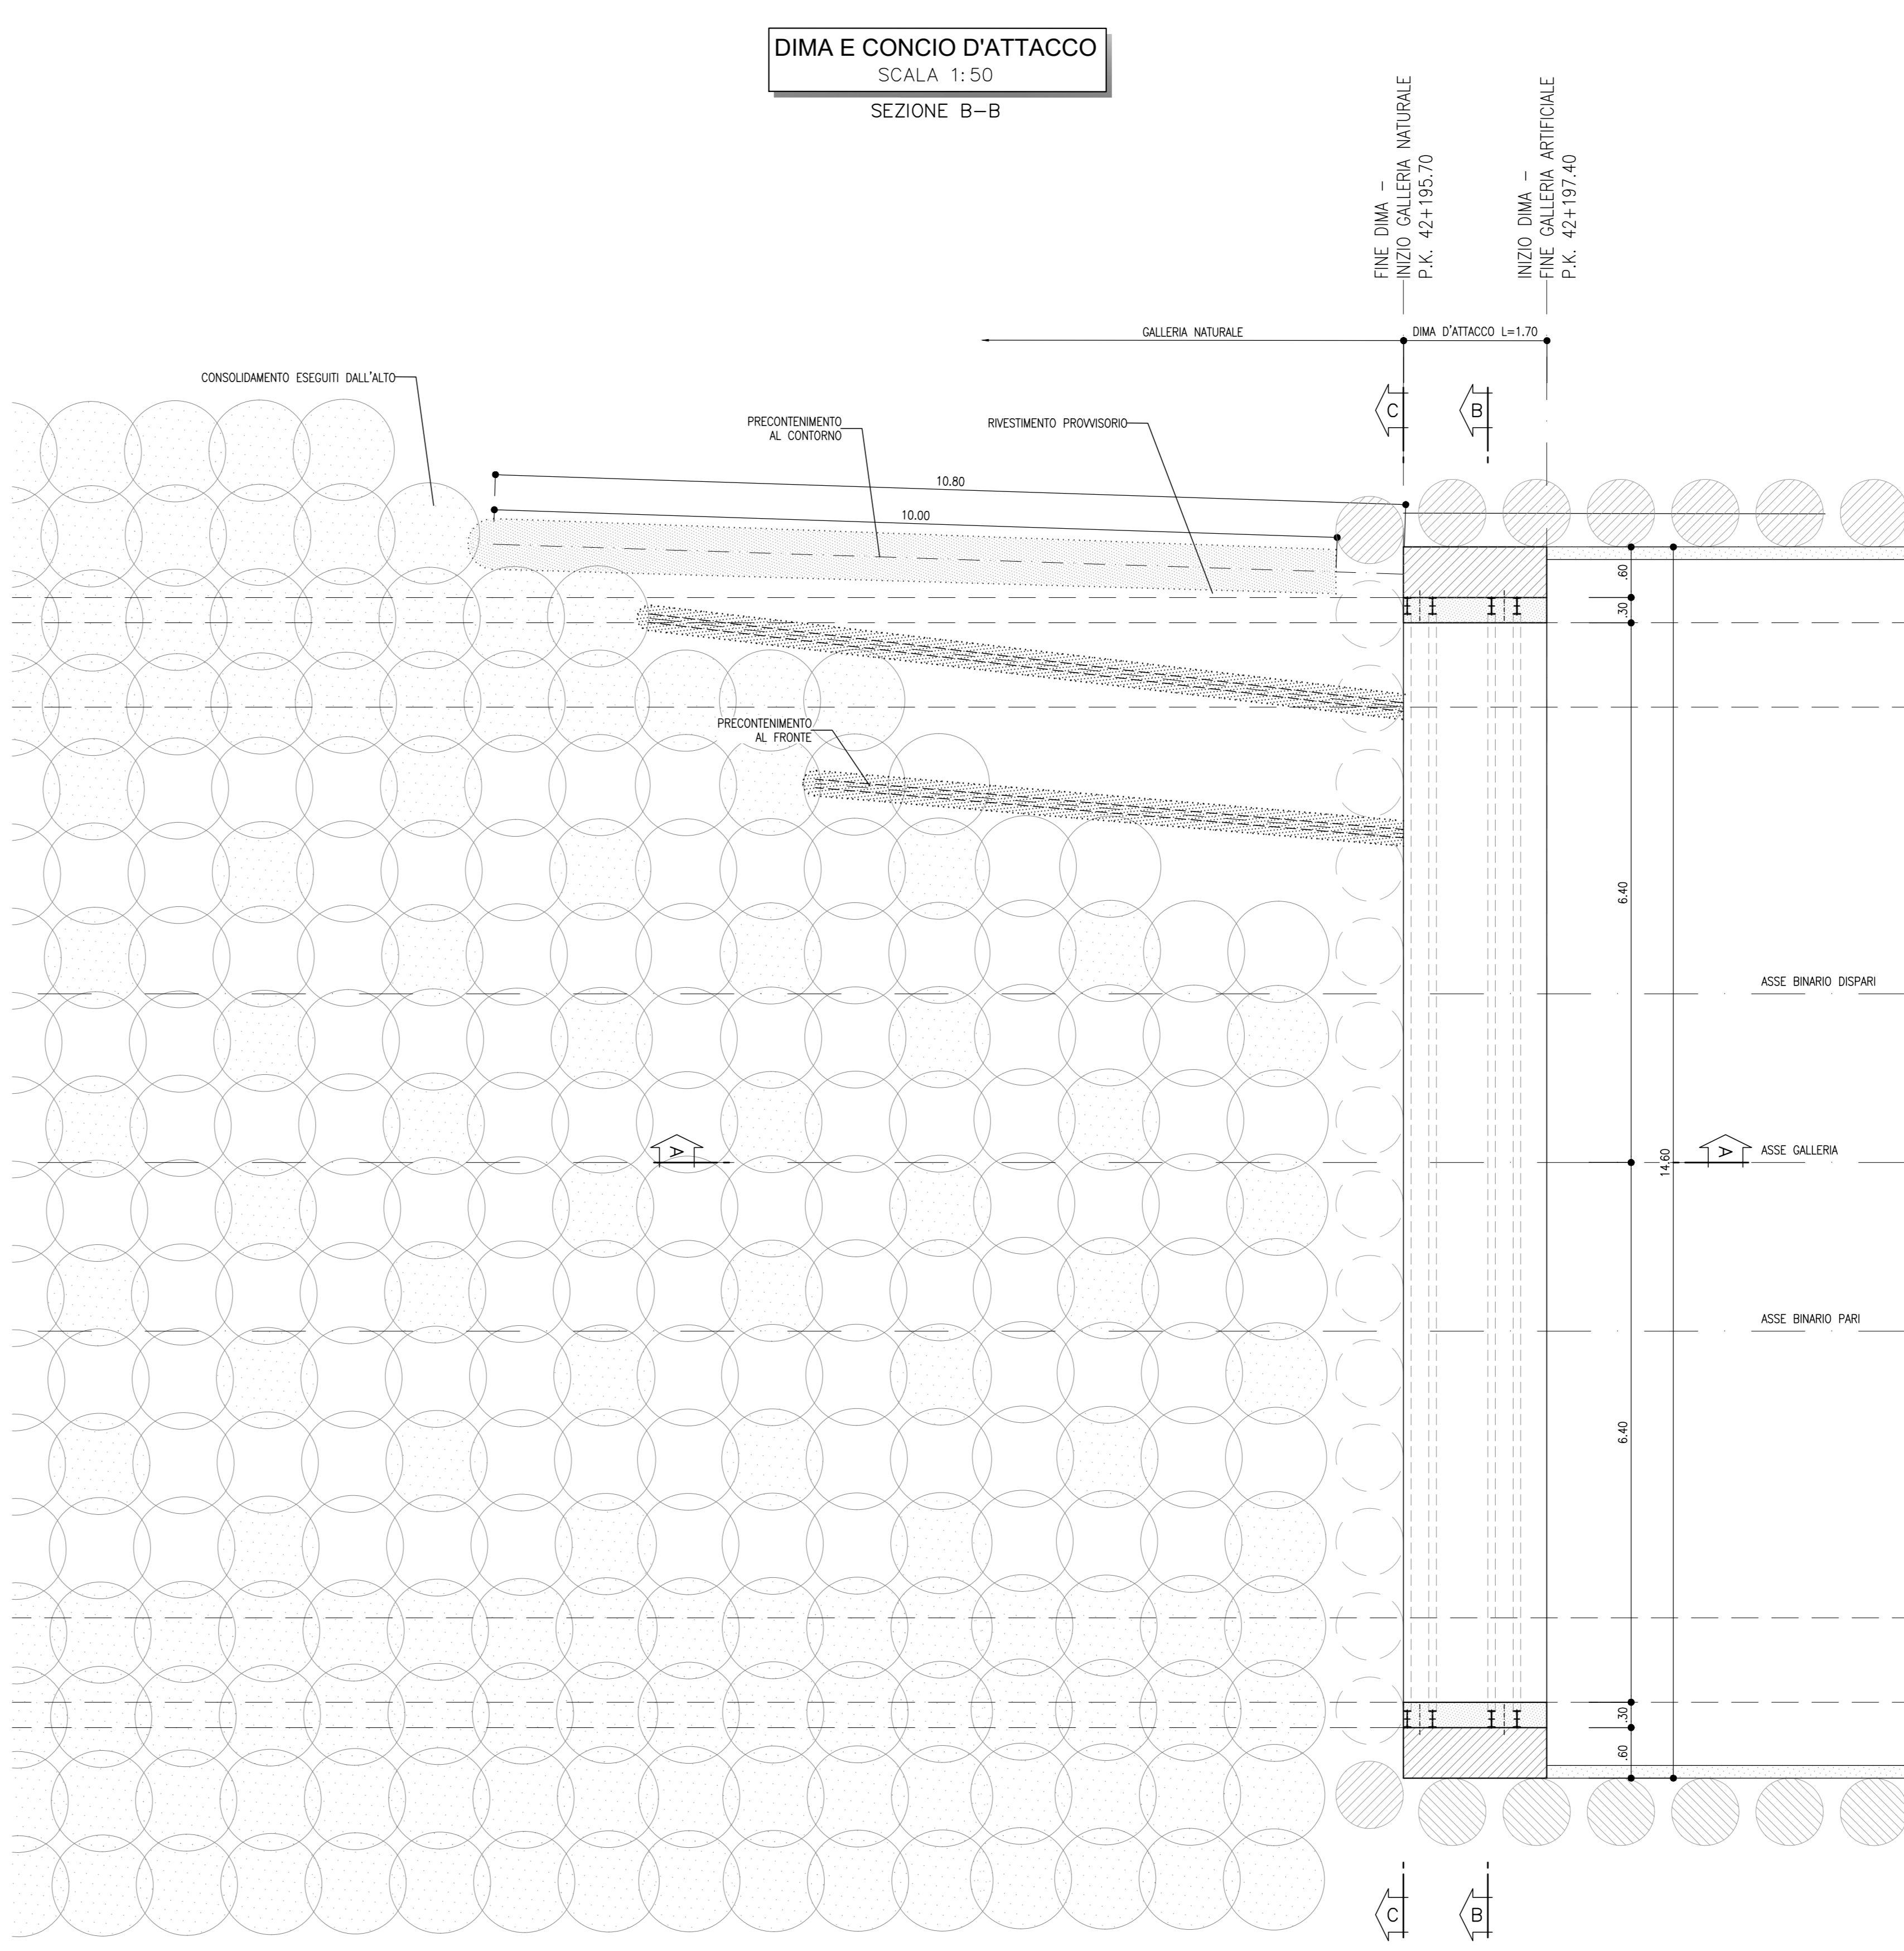 DIMA E CONCIO D'ATTACCO
SCALA 1:50
SEZIONE B-B
FINE DIMA -
INIZIO GALLERIA NATURALE
P.K. 42+195.70
INIZIO DIMA -
FINE GALLERIA ARTIFICIALE
P.K. 42+197.40
GALLERIA NATURALE
DIMA D'ATTACCO L=1.70
CONSOLIDAMENTO ESEGUITI DALL'ALTO
PRECONTENIMENTO
AL CONTORNO
RIVESTIMENTO PROVVISORIO
C
B
10.80
10.00
.60
.30
PRECONTENIMENTO
AL FRONTE
6.40
ASSE BINARIO DISPARI
A
14.60
A
ASSE GALLERIA
ASSE BINARIO PARI
6.40
.30
.60
C
B